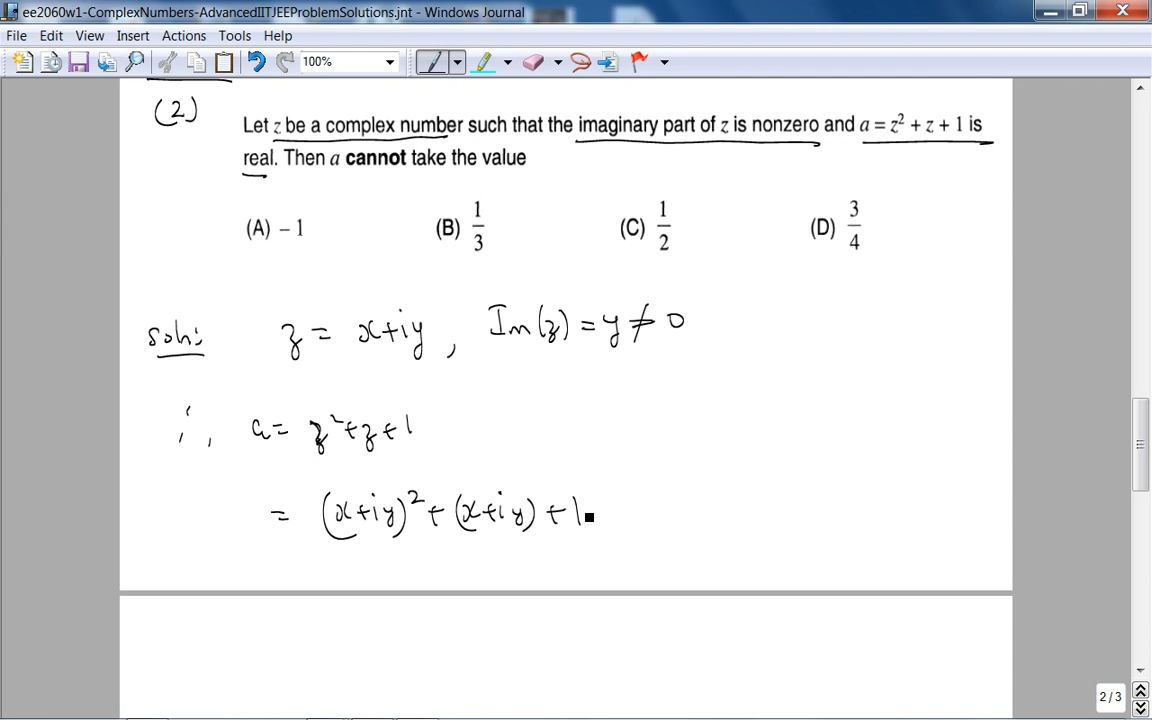 ee2060w1-ComplexNumbers-AdvancedIITJEEProblemSolutions.jnt - Windows Journal
File Edit View Insert Actions Tools Help
100%
(2)
Let z be a complex number such that the imaginary part of z is nonzero and a = z² + z + 1 is
real. Then a cannot take the value
(A) – 1 (B) 1/3 (C) 1/2 (D) 3/4
soln: z = x+iy, Im(z) = y ≠ 0
∴, a = z² + z + 1
= (x+iy)² + (x+iy) + 1
2 / 3